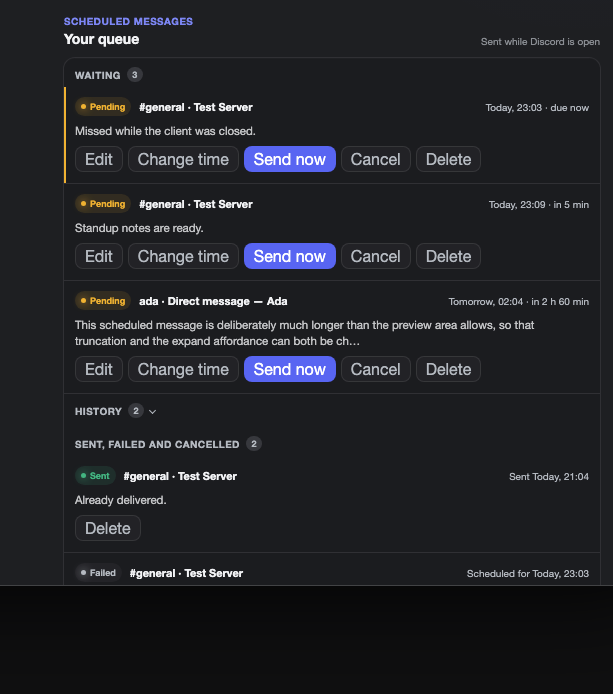 SCHEDULED MESSAGES
Your queue
Sent while Discord is open
WAITING 3
Pending #general · Test Server Today, 23:03 · due now
Missed while the client was closed.
Edit Change time Send now Cancel Delete
Pending #general · Test Server Today, 23:09 · in 5 min
Standup notes are ready.
Edit Change time Send now Cancel Delete
Pending ada · Direct message — Ada Tomorrow, 02:04 · in 2 h 60 min
This scheduled message is deliberately much longer than the preview area allows, so that
truncation and the expand affordance can both be ch…
Edit Change time Send now Cancel Delete
HISTORY 2
SENT, FAILED AND CANCELLED 2
Sent #general · Test Server Sent Today, 21:04
Already delivered.
Delete
Failed #general · Test Server Scheduled for Today, 23:03